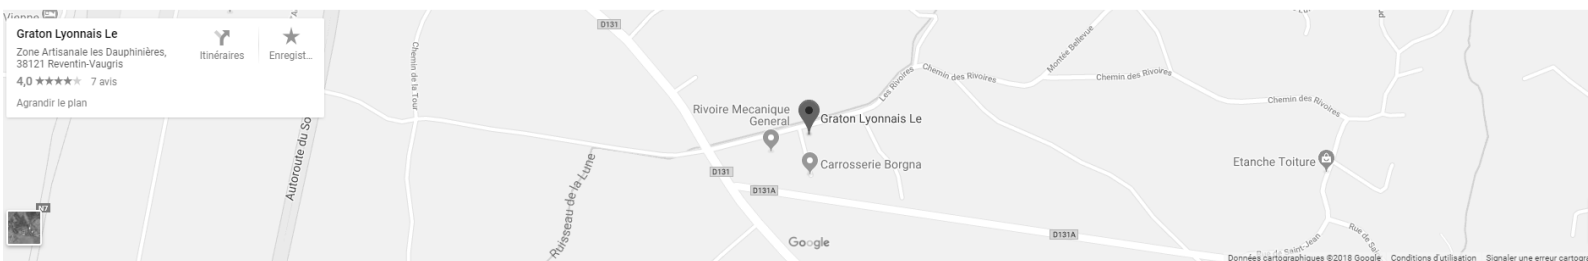 Vienne
Graton Lyonnais Le
Zone Artisanale les Dauphinières,
38121 Reventin-Vaugris
4,0 ★★★★★ 7 avis
Agrandir le plan
Itinéraires
Enregist...
N7
Autoroute du So
Chemin de la Tour
Ruisseau de la Lune
D131
Rivoire Mecanique
General
Graton Lyonnais Le
Carrosserie Borgna
D131
D131A
Les Rivoires
Chemin des Rivoires
Montée Bellevue
Chemin des Rivoires
Chemin des Rivoires
Etanche Toiture
D131A
Rue de Saint-Jean
Rue de Sai
Google
Données cartographiques ©2018 Google Conditions d'utilisation Signaler une erreur cartogra